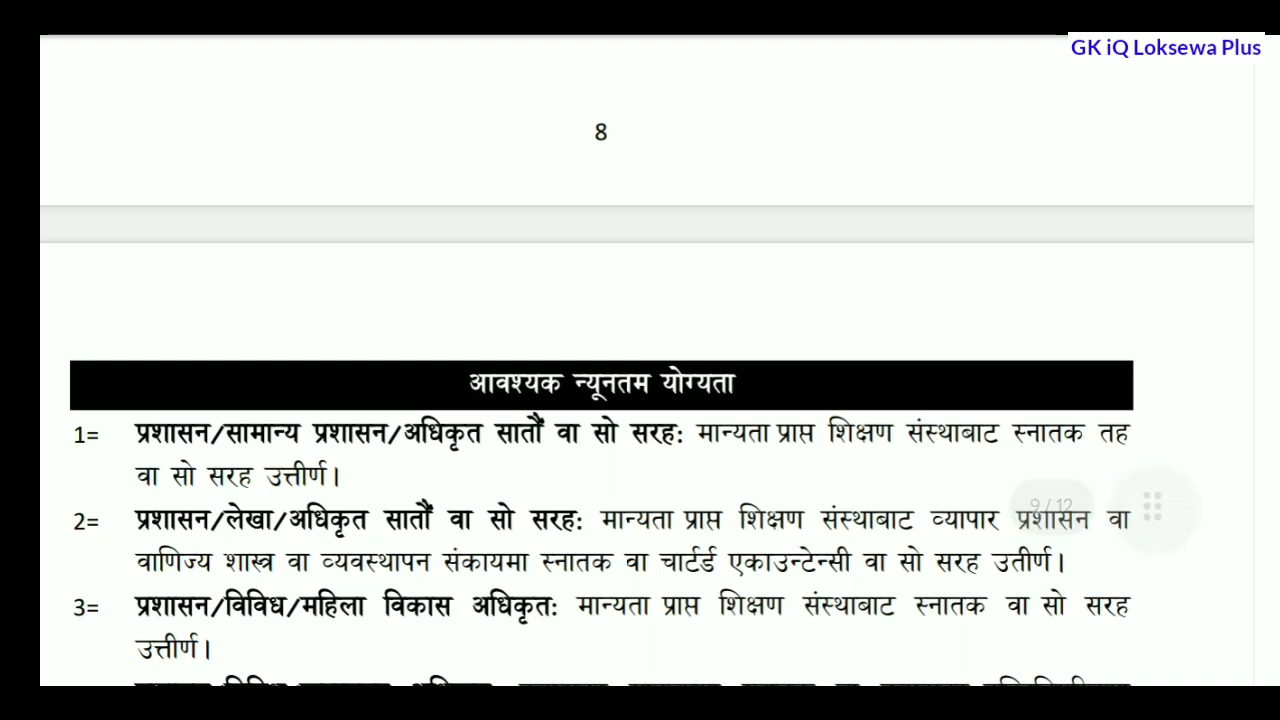 GK iQ Loksewa Plus
8
आवश्यक न्यूनतम योग्यता
1= प्रशासन/सामान्य प्रशासन/अधिकृत सातौं वा सो सरह: मान्यता प्राप्त शिक्षण संस्थाबाट स्नातक तह
वा सो सरह उत्तीर्ण।
9/12
2= प्रशासन/लेखा/अधिकृत सातौं वा सो सरह: मान्यता प्राप्त शिक्षण संस्थाबाट व्यापार प्रशासन वा
वाणिज्य शास्त्र वा व्यवस्थापन संकायमा स्नातक वा चार्टर्ड एकाउन्टेन्सी वा सो सरह उतीर्ण।
3= प्रशासन/विविध/महिला विकास अधिकृत: मान्यता प्राप्त शिक्षण संस्थाबाट स्नातक वा सो सरह
उत्तीर्ण।